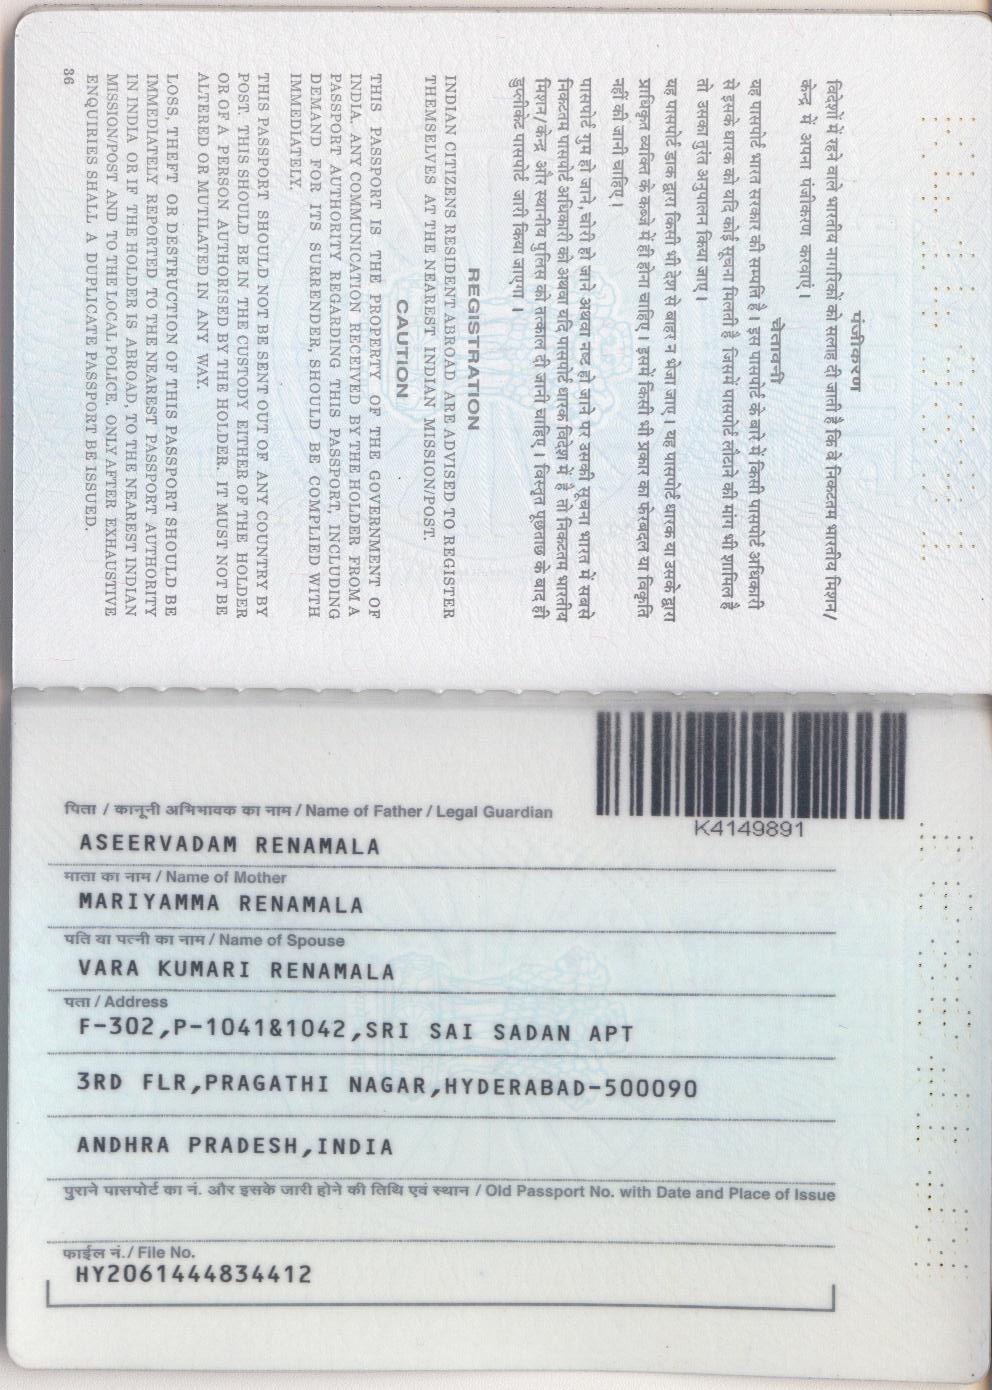 पंजीकरण
विदेशों में रहने वाले भारतीय नागरिकों को सलाह दी जाती है कि वे निकटतम भारतीय मिशन/
केन्द्र में अपना पंजीकरण करवाएं।
चेतावनी
यह पासपोर्ट भारत सरकार की सम्पत्ति है। इस पासपोर्ट के बारे में किसी पासपोर्ट अधिकारी
से इसके धारक को यदि कोई सूचना मिलती है जिसमें पासपोर्ट लौटाने की मांग भी शामिल है
तो उसका तुरंत अनुपालन किया जाए।
यह पासपोर्ट डाक द्वारा किसी भी देश से बाहर न भेजा जाए। यह पासपोर्ट धारक या उसके द्वारा
प्राधिकृत व्यक्ति के कब्जे में ही होना चाहिए। इसमें किसी भी प्रकार का फेरबदल या विकृति
नहीं की जानी चाहिए।
पासपोर्ट गुम हो जाने, चोरी हो जाने अथवा नष्ट हो जाने पर उसकी सूचना भारत में सबसे
निकटतम पासपोर्ट अधिकारी को अथवा यदि पासपोर्ट धारक विदेश में है तो निकटतम भारतीय
मिशन/केन्द्र और स्थानीय पुलिस को तत्काल दी जानी चाहिए। विस्तृत पूछताछ के बाद ही
डुप्लीकेट पासपोर्ट जारी किया जाएगा।
REGISTRATION
INDIAN CITIZENS RESIDENT ABROAD ARE ADVISED TO REGISTER
THEMSELVES AT THE NEAREST INDIAN MISSION/POST.
CAUTION
THIS PASSPORT IS THE PROPERTY OF THE GOVERNMENT OF
INDIA. ANY COMMUNICATION RECEIVED BY THE HOLDER FROM A
PASSPORT AUTHORITY REGARDING THIS PASSPORT, INCLUDING
DEMAND FOR ITS SURRENDER, SHOULD BE COMPLIED WITH
IMMEDIATELY.
THIS PASSPORT SHOULD NOT BE SENT OUT OF ANY COUNTRY BY
POST. THIS SHOULD BE IN THE CUSTODY EITHER OF THE HOLDER
OR OF A PERSON AUTHORISED BY THE HOLDER. IT MUST NOT BE
ALTERED OR MUTILATED IN ANY WAY.
LOSS, THEFT OR DESTRUCTION OF THIS PASSPORT SHOULD BE
IMMEDIATELY REPORTED TO THE NEAREST PASSPORT AUTHORITY
IN INDIA OR IF THE HOLDER IS ABROAD, TO THE NEAREST INDIAN
MISSION/POST AND TO THE LOCAL POLICE. ONLY AFTER EXHAUSTIVE
ENQUIRIES SHALL A DUPLICATE PASSPORT BE ISSUED.
36
K4149891
पिता / कानूनी अभिभावक का नाम / Name of Father / Legal Guardian
ASEERVADAM RENAMALA
माता का नाम / Name of Mother
MARIYAMMA RENAMALA
पति या पत्नी का नाम / Name of Spouse
VARA KUMARI RENAMALA
पता / Address
F-302,P-1041&1042,SRI SAI SADAN APT
3RD FLR,PRAGATHI NAGAR,HYDERABAD-500090
ANDHRA PRADESH,INDIA
पुराने पासपोर्ट का नं. और इसके जारी होने की तिथि एवं स्थान / Old Passport No. with Date and Place of Issue
फाईल नं./ File No.
HY2061444834412